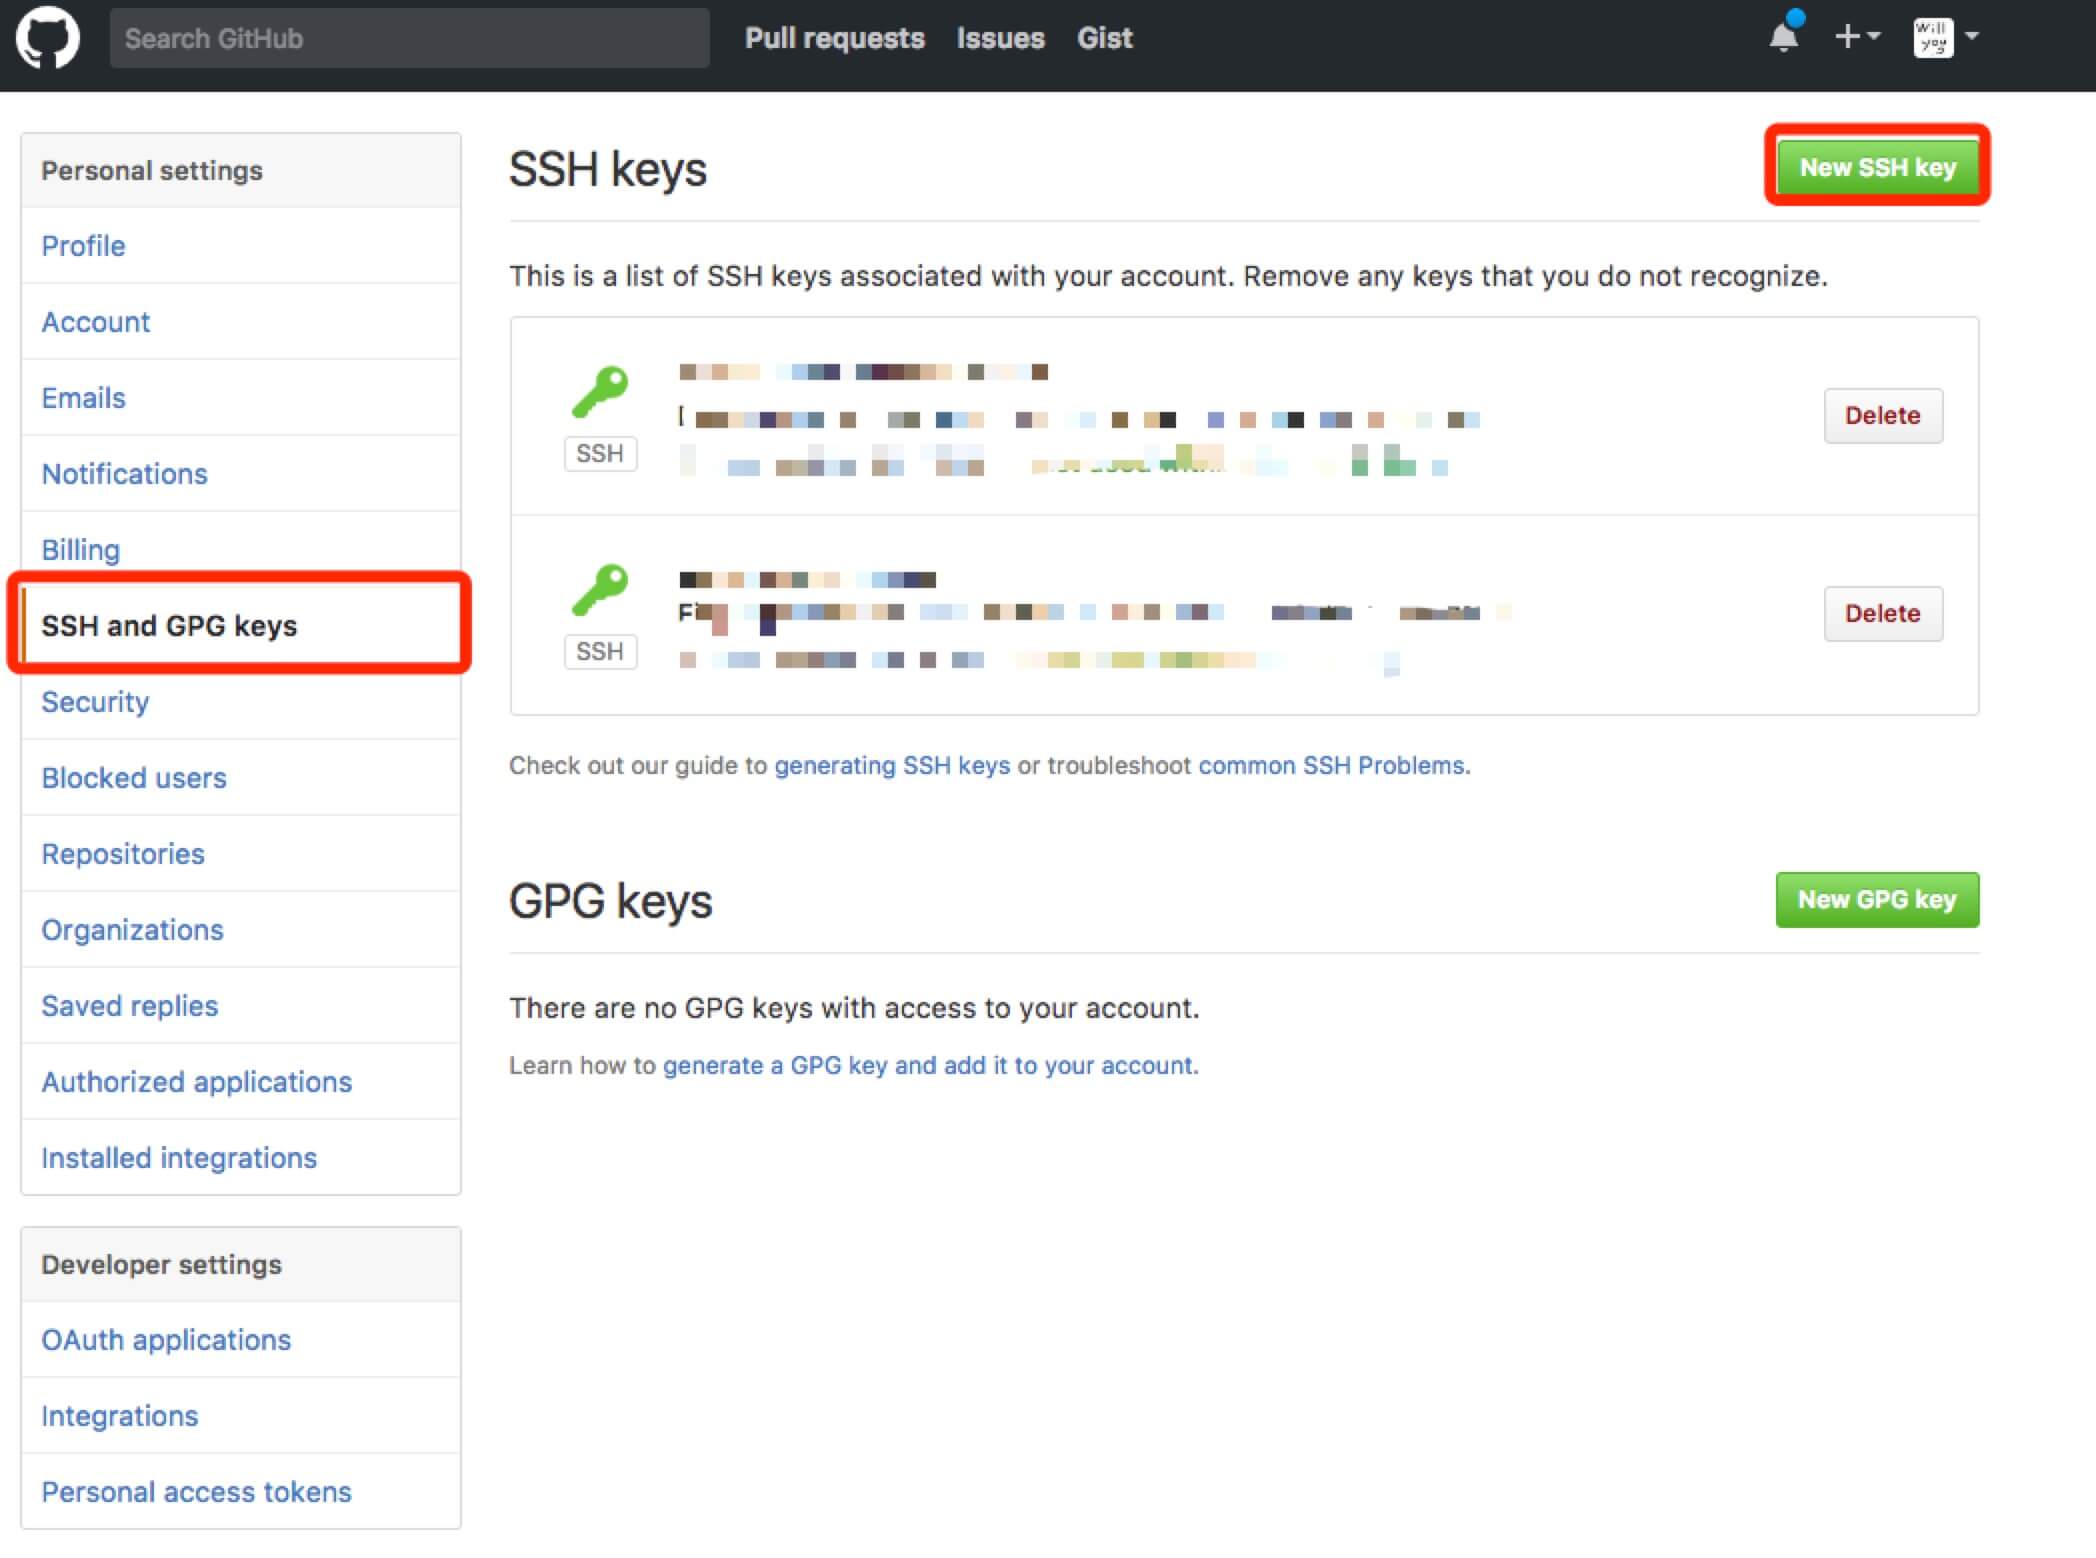 Search GitHub
Pull requests Issues Gist
Will
yog
Personal settings
Profile
Account
Emails
Notifications
Billing
SSH and GPG keys
Security
Blocked users
Repositories
Organizations
Saved replies
Authorized applications
Installed integrations
Developer settings
OAuth applications
Integrations
Personal access tokens
SSH keys
New SSH key
This is a list of SSH keys associated with your account. Remove any keys that you do not recognize.
SSH
Delete
SSH
Delete
Check out our guide to generating SSH keys or troubleshoot common SSH Problems.
GPG keys
New GPG key
There are no GPG keys with access to your account.
Learn how to generate a GPG key and add it to your account.